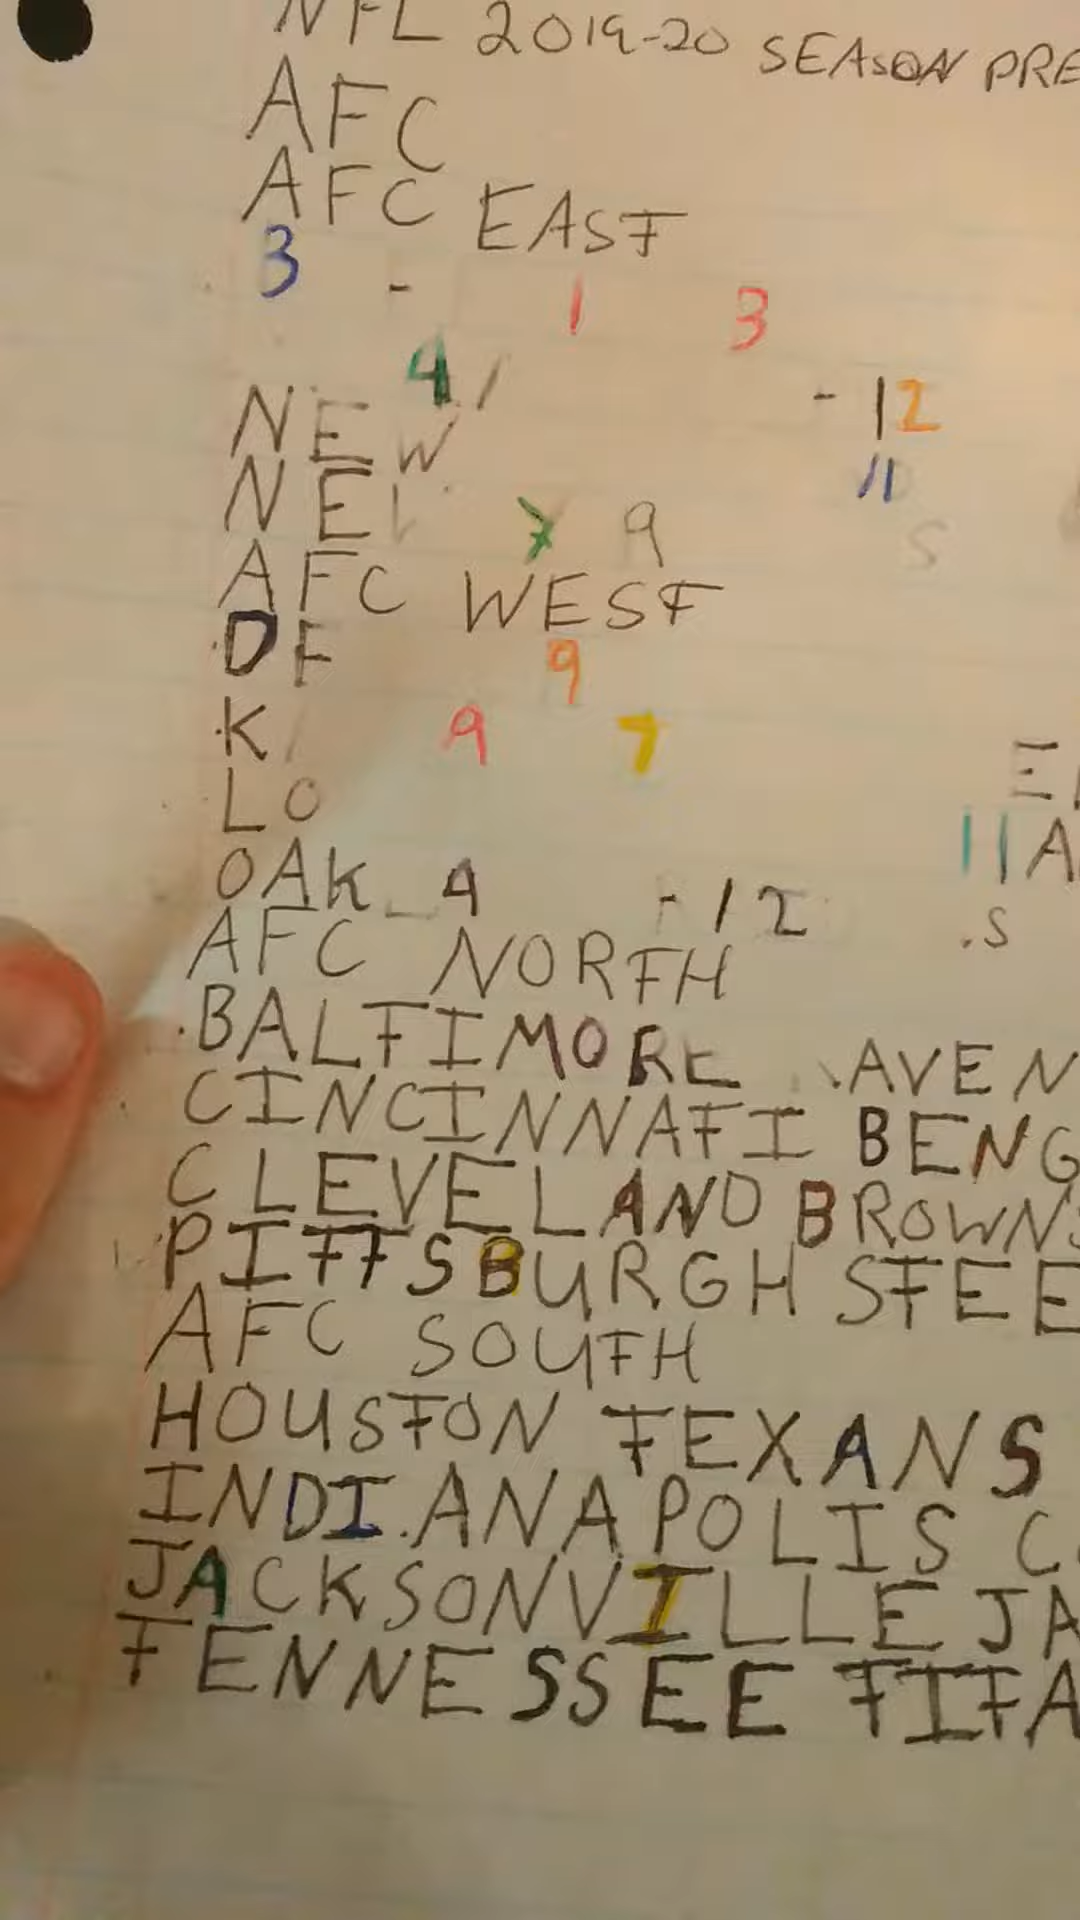 NFL 2019-20 SEASON PRE
AFC
AFC EAST
3 - 1 3
4 / - 12
NEW 11
NE 7 9 S
AFC WEST
DE 9
K 9 7
LO E
OAK 4 - 12 11 A
AFC NORTH .S
BALTIMORE AVEN
CINCINNATI BENG
CLEVELAND BROWNS
PITTSBURGH STEE
AFC SOUTH
HOUSTON TEXANS
INDIANAPOLIS C
JACKSONVILLE JA
TENNESSEE TITA